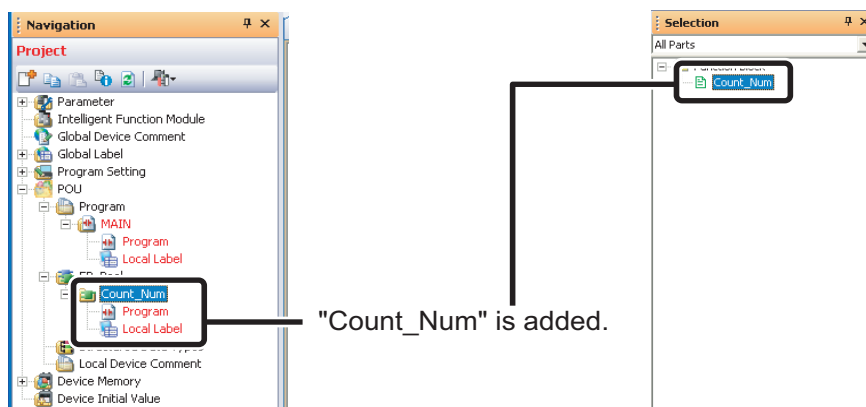 Navigation
Project
Parameter
Intelligent Function Module
Global Device Comment
Global Label
Program Setting
POU
Program
MAIN
Program
Local Label
Count_Num
Program
Local Label
Local Device Comment
Device Memory
Device Initial Value
"Count_Num" is added.
Selection
All Parts
Count_Num